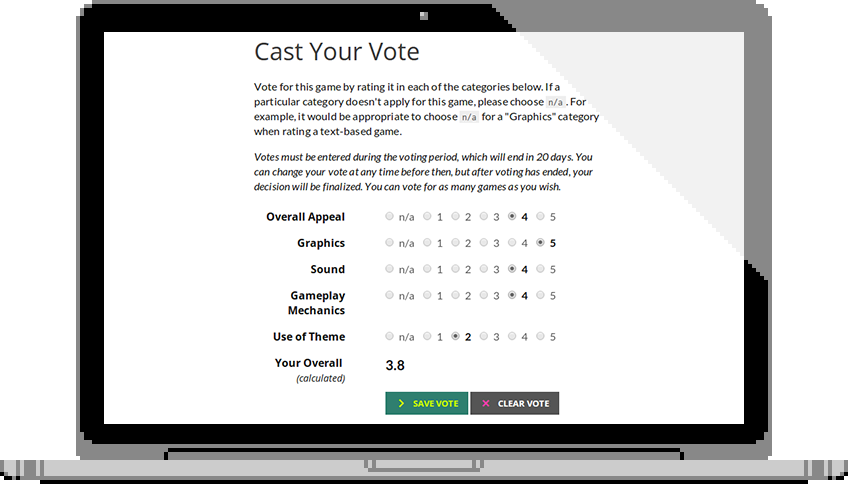 Cast Your Vote
Vote for this game by rating it in each of the categories below. If a
particular category doesn't apply for this game, please choose n/a. For
example, it would be appropriate to choose n/a for a "Graphics" category
when rating a text-based game.
Votes must be entered during the voting period, which will end in 20 days. You
can change your vote at any time before then, but after voting has ended, your
decision will be finalized. You can vote for as many games as you wish.
Overall Appeal n/a 1 2 3 4 5
Graphics n/a 1 2 3 4 5
Sound n/a 1 2 3 4 5
Gameplay n/a 1 2 3 4 5
Mechanics
Use of Theme n/a 1 2 3 4 5
Your Overall 3.8
(calculated)
SAVE VOTE CLEAR VOTE